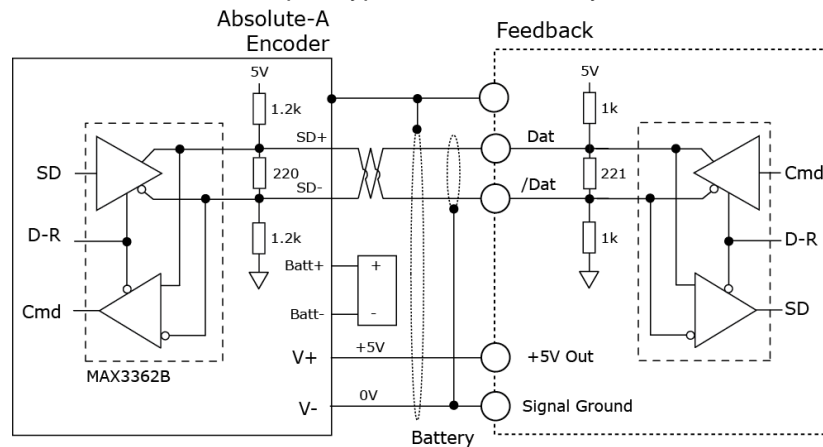 Absolute-A
Encoder
Feedback
5V
1.2k
SD+
220
SD-
1.2k
SD
D-R
Cmd
MAX3362B
Batt+
+
Batt-
-
V+
+5V
V-
0V
Battery
5V
1k
Dat
221
/Dat
1k
Cmd
D-R
SD
+5V Out
Signal Ground